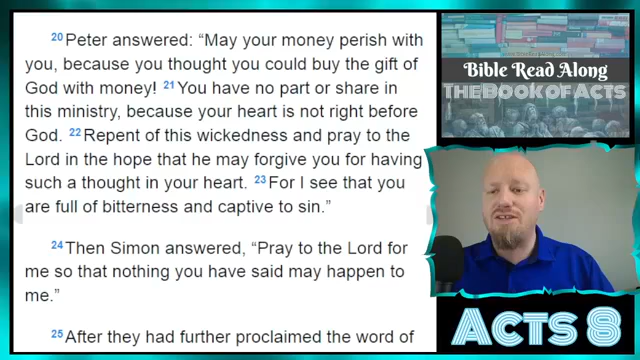 20 Peter answered: “May your money perish with
you, because you thought you could buy the gift of
God with money! 21 You have no part or share in
this ministry, because your heart is not right before
God. 22 Repent of this wickedness and pray to the
Lord in the hope that he may forgive you for having
such a thought in your heart. 23 For I see that you
are full of bitterness and captive to sin.”
24 Then Simon answered, “Pray to the Lord for
me so that nothing you have said may happen to
me.”
25 After they had further proclaimed the word of
Bible Read Along
The Book of Acts
Acts 8